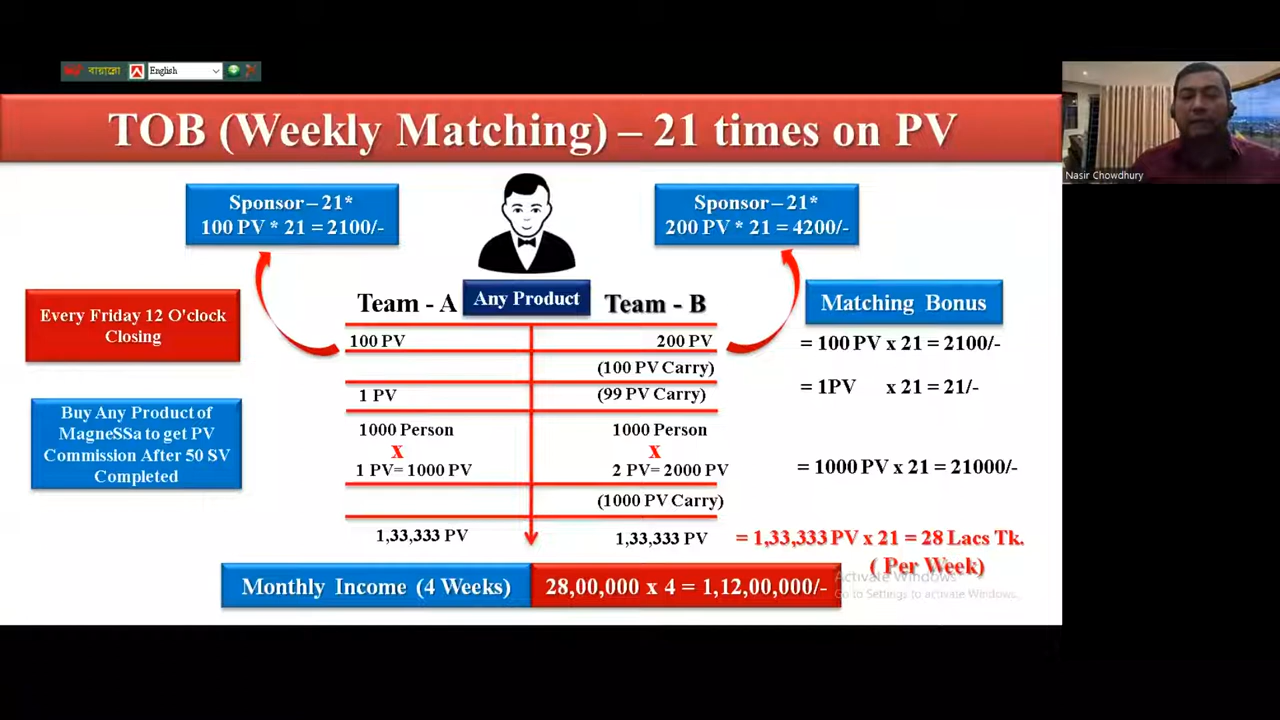 বায়ান্নো English
TOB (Weekly Matching) – 21 times on PV
Sponsor – 21*
100 PV * 21 = 2100/-
Sponsor – 21*
200 PV * 21 = 4200/-
Nasir Chowdhury
Every Friday 12 O'clock
Closing
Team - A
Any Product
Team - B
Matching Bonus
100 PV
200 PV
= 100 PV x 21 = 2100/-
(100 PV Carry)
1 PV
(99 PV Carry)
= 1PV x 21 = 21/-
Buy Any Product of
MagneSSa to get PV
Commission After 50 SV
Completed
1000 Person
x
1 PV= 1000 PV
1000 Person
x
2 PV= 2000 PV
= 1000 PV x 21 = 21000/-
(1000 PV Carry)
1,33,333 PV
1,33,333 PV
= 1,33,333 PV x 21 = 28 Lacs Tk.
( Per Week)
Monthly Income (4 Weeks)
28,00,000 x 4 = 1,12,00,000/-
Activate Windows
Go to Settings to activate Windows.